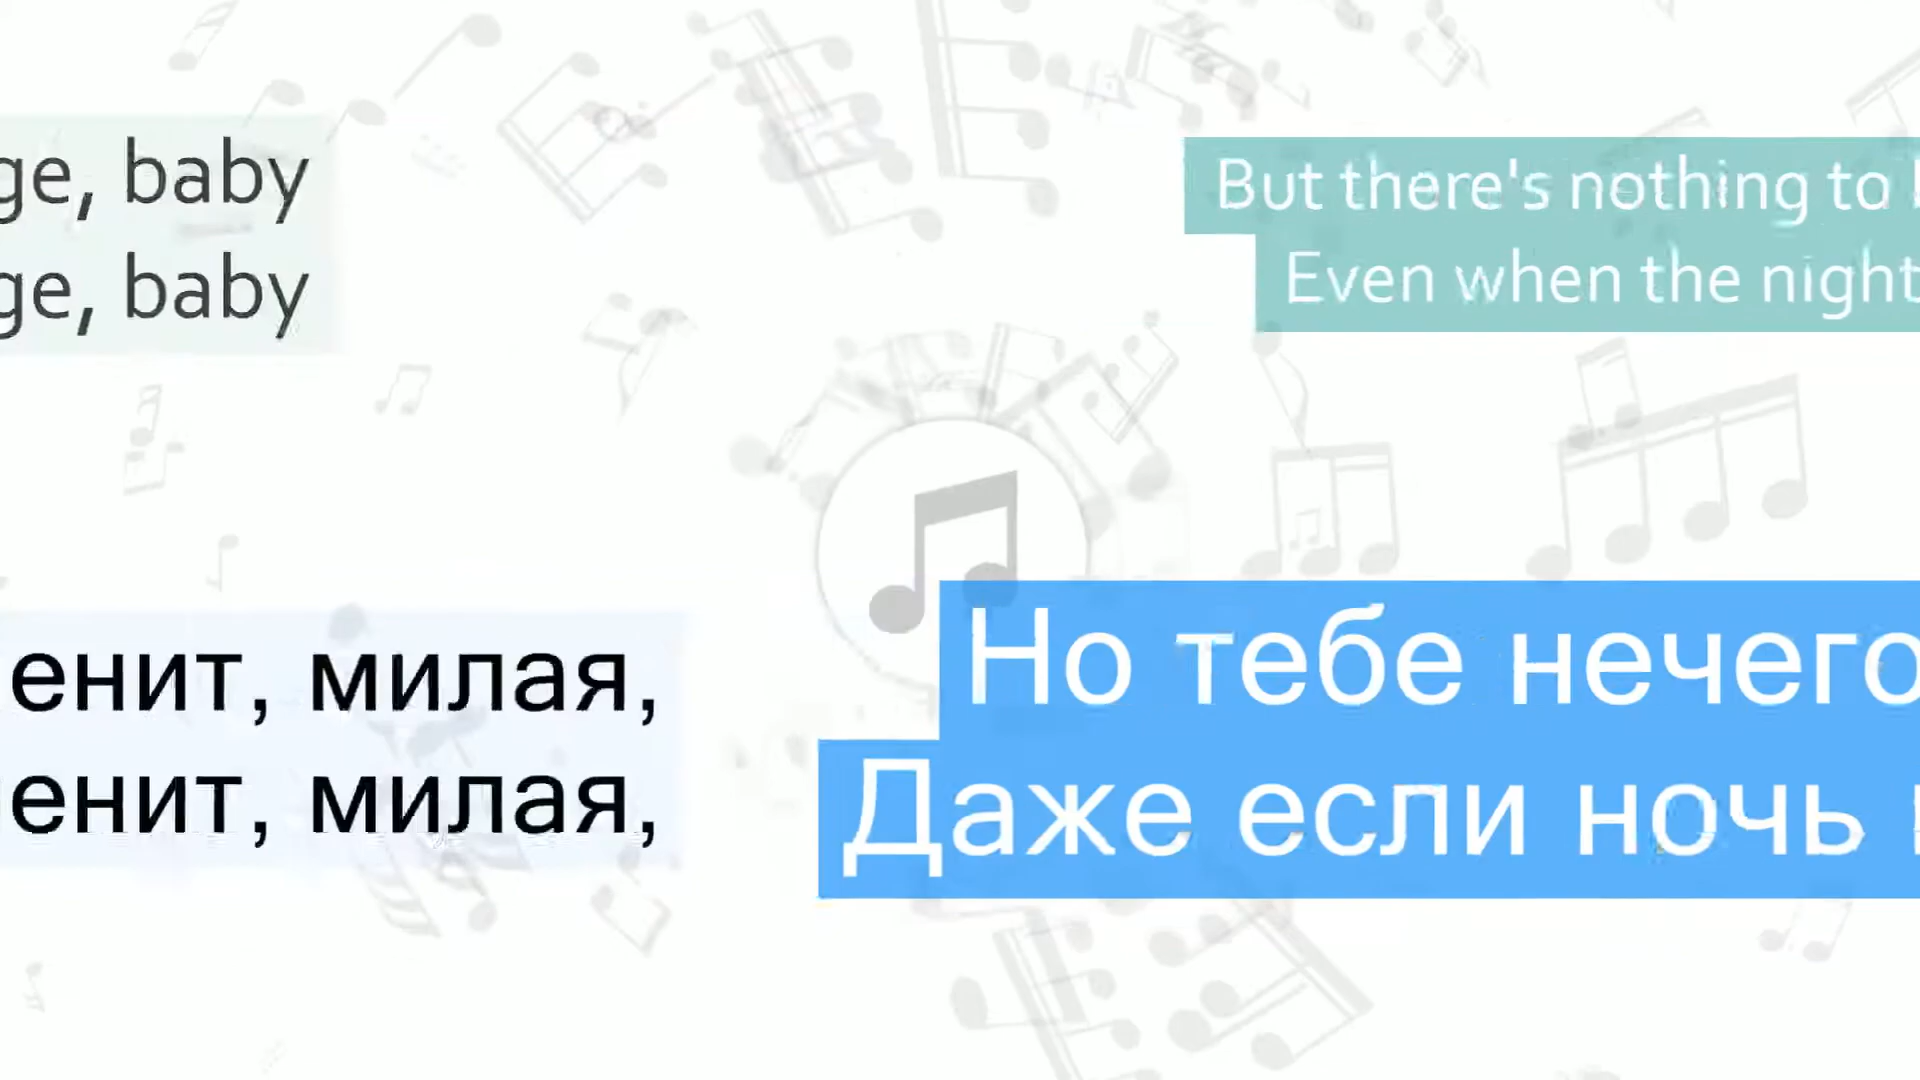 ge, baby
ge, baby
But there's nothing to
Even when the night
енит, милая,
енит, милая,
Но тебе нечего
Даже если ночь